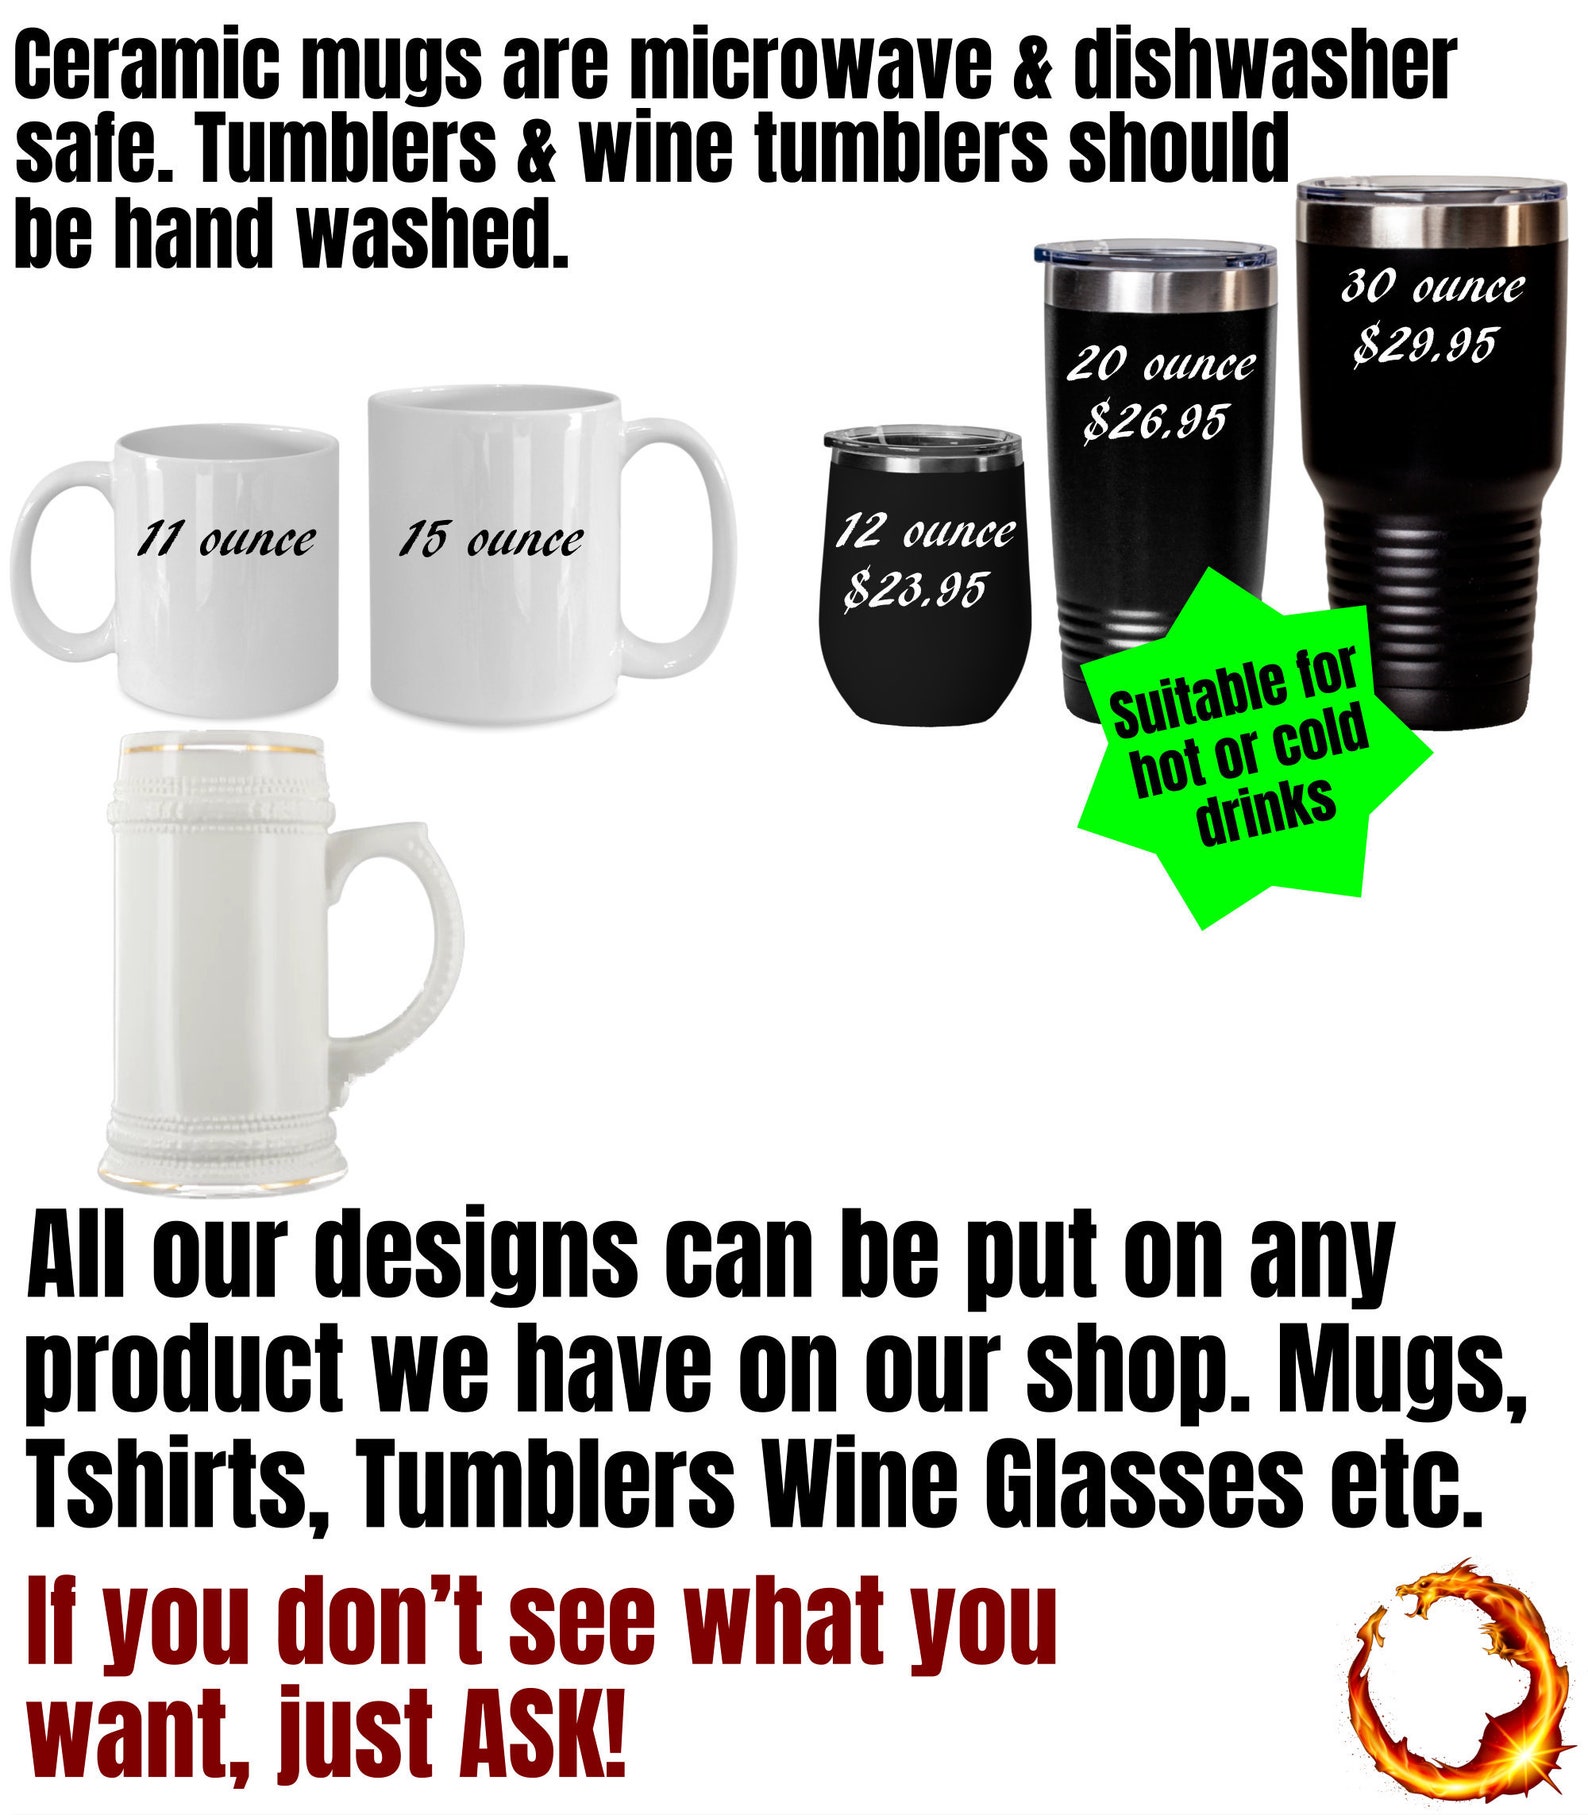 Ceramic mugs are microwave & dishwasher
safe. Tumblers & wine tumblers should
be hand washed.
30 ounce
$29.95
20 ounce
$26.95
11 ounce
15 ounce
12 ounce
$23.95
Suitable for
hot or cold
drinks
All our designs can be put on any
product we have on our shop. Mugs,
Tshirts, Tumblers Wine Glasses etc.
If you don’t see what you
want, just ASK!